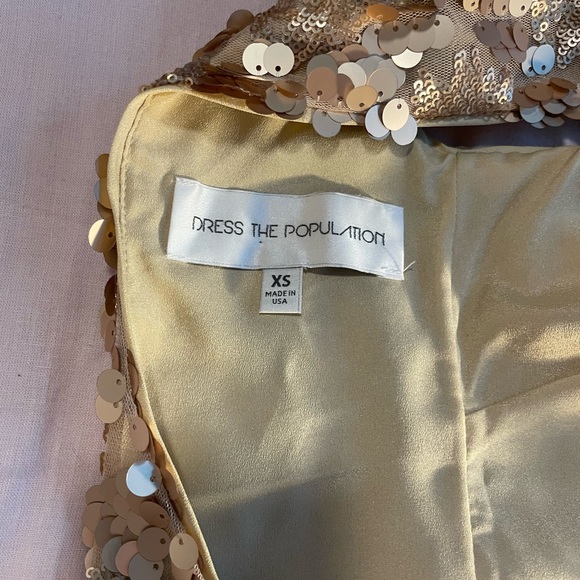 DRESS THE POPULATION
XS
MADE IN
USA